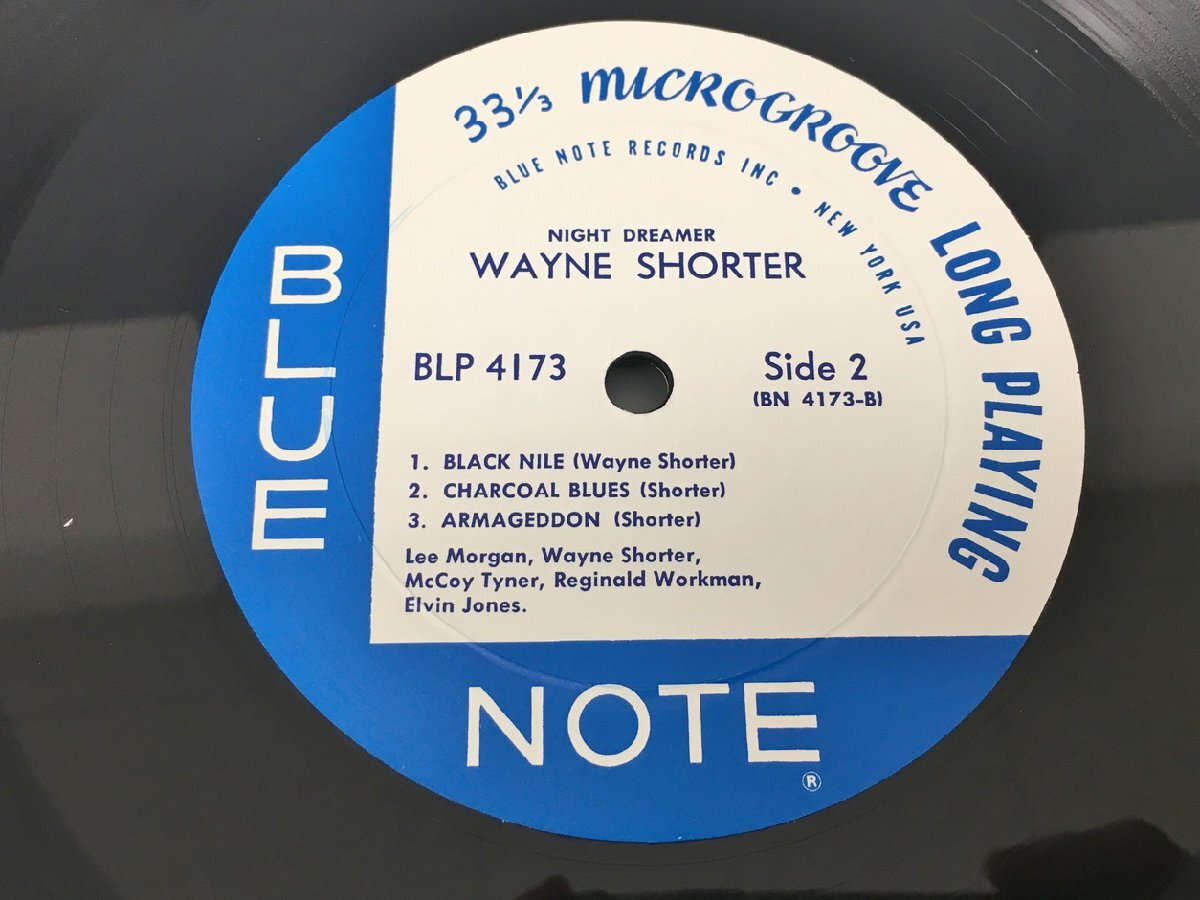 33⅓ MICROGROOVE LONG PLAYING
BLUE NOTE RECORDS INC • NEW YORK USA
NIGHT DREAMER
WAYNE SHORTER
BLP 4173
Side 2
(BN 4173-B)
1. BLACK NILE (Wayne Shorter)
2. CHARCOAL BLUES (Shorter)
3. ARMAGEDDON (Shorter)
Lee Morgan, Wayne Shorter,
McCoy Tyner, Reginald Workman,
Elvin Jones.
BLUE
NOTE
®